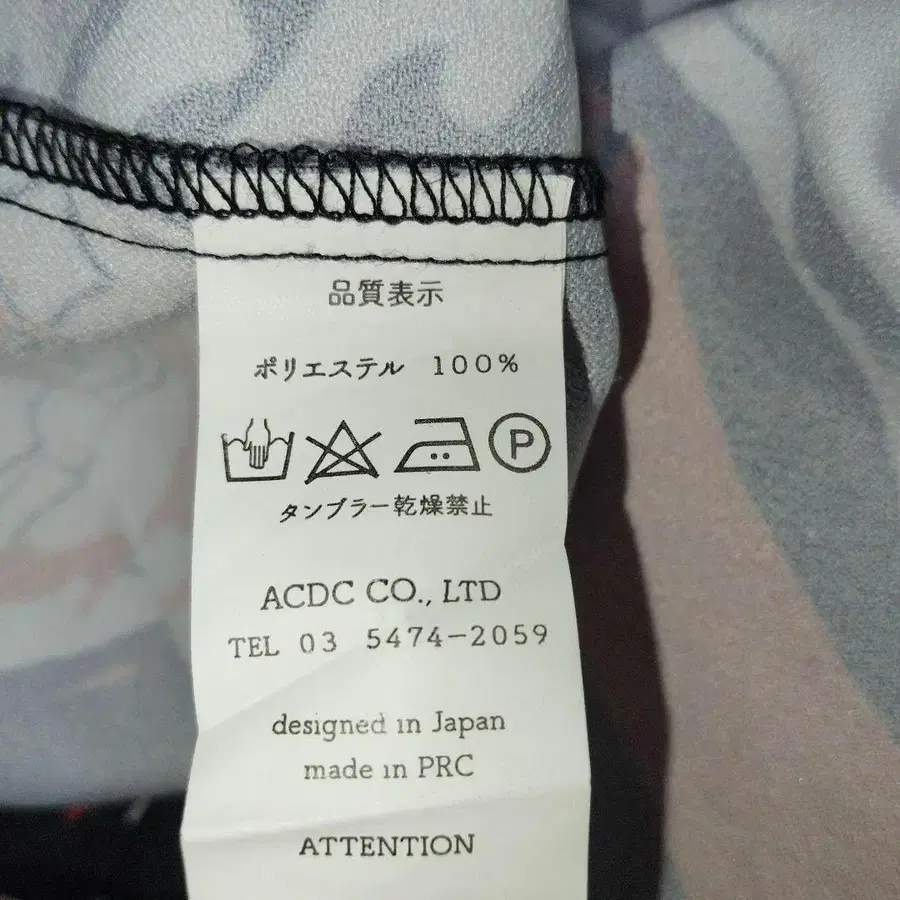 品質表示
ポリエステル 100%
P
タンブラー乾燥禁止
ACDC CO., LTD
TEL 03 5474-2059
designed in Japan
made in PRC
ATTENTION